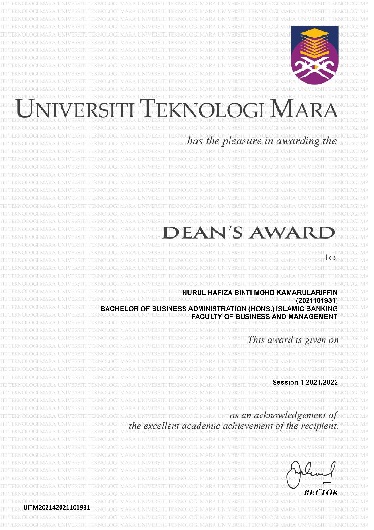 UNIVERSITI TEKNOLOGI MARA
has the pleasure in awarding the
DEAN'S AWARD
to
NURUL HAFIZA BINTI MOHD KAMARULARIFFIN
(2021101931)
BACHELOR OF BUSINESS ADMINISTRATION (HONS.) ISLAMIC BANKING
FACULTY OF BUSINESS AND MANAGEMENT
This award is given on
Session 1 2021/2022
as an acknowledgement of
the excellent academic achievement of the recipient.
RECTOR